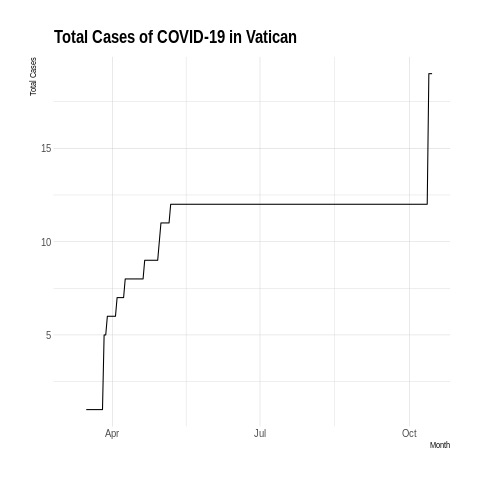 Total Cases of COVID-19 in Vatican
Total Cases
15
10
5
Apr Jul Oct
Month